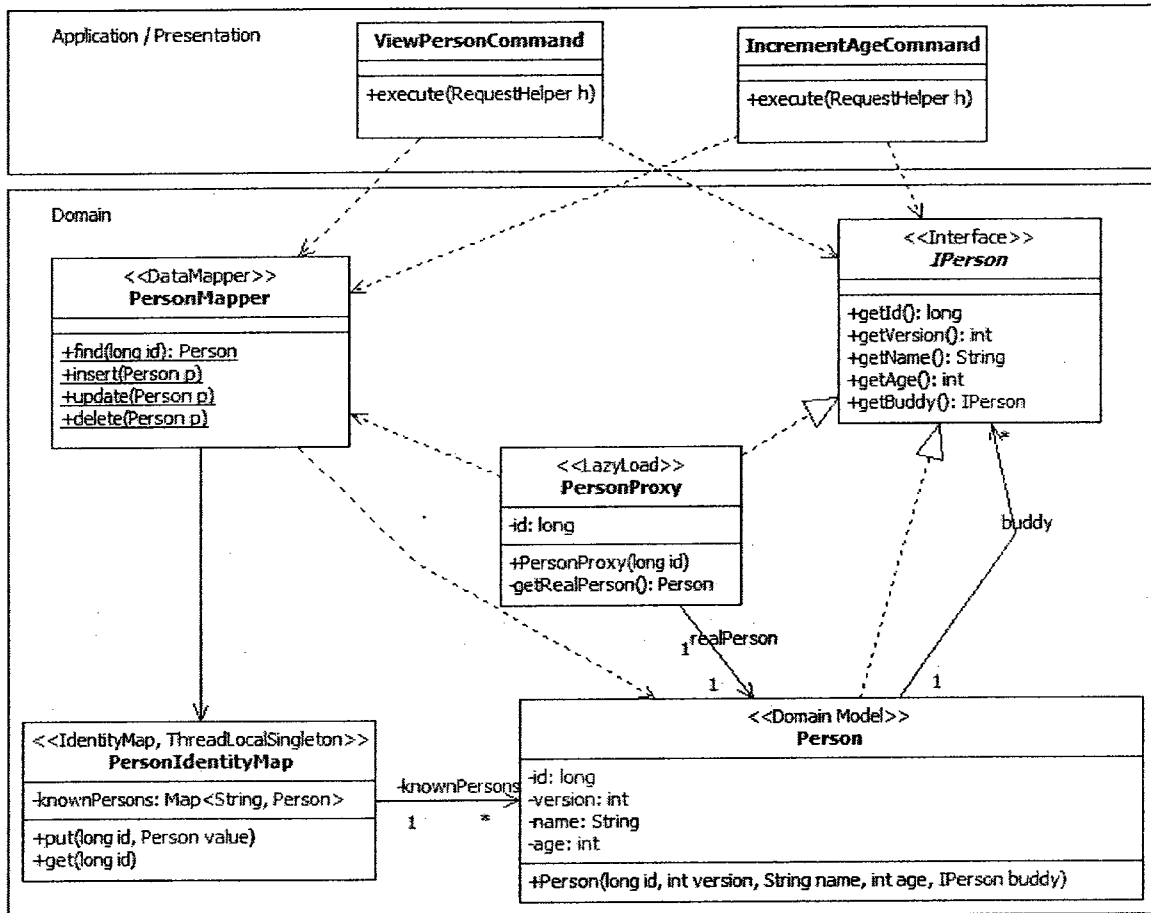 Application / Presentation
ViewPersonCommand
+execute(RequestHelper h)
IncrementAgeCommand
+execute(RequestHelper h)
Domain
<<DataMapper>>
PersonMapper
+find(long id): Person
+insert(Person p)
+update(Person p)
+delete(Person p)
<<Interface>>
IPerson
+getId(): long
+getVersion(): int
+getName(): String
+getAge(): int
+getBuddy(): IPerson
*
buddy
1
<<LazyLoad>>
PersonProxy
-id: long
+PersonProxy(long id)
-getRealPerson(): Person
realPerson
1
1
<<IdentityMap, ThreadLocalSingleton>>
PersonIdentityMap
-knownPersons: Map<String, Person>
+put(long id, Person value)
+get(long id)
-knownPersons
1
*
<<Domain Model>>
Person
-id: long
-version: int
-name: String
-age: int
+Person(long id, int version, String name, int age, IPerson buddy)